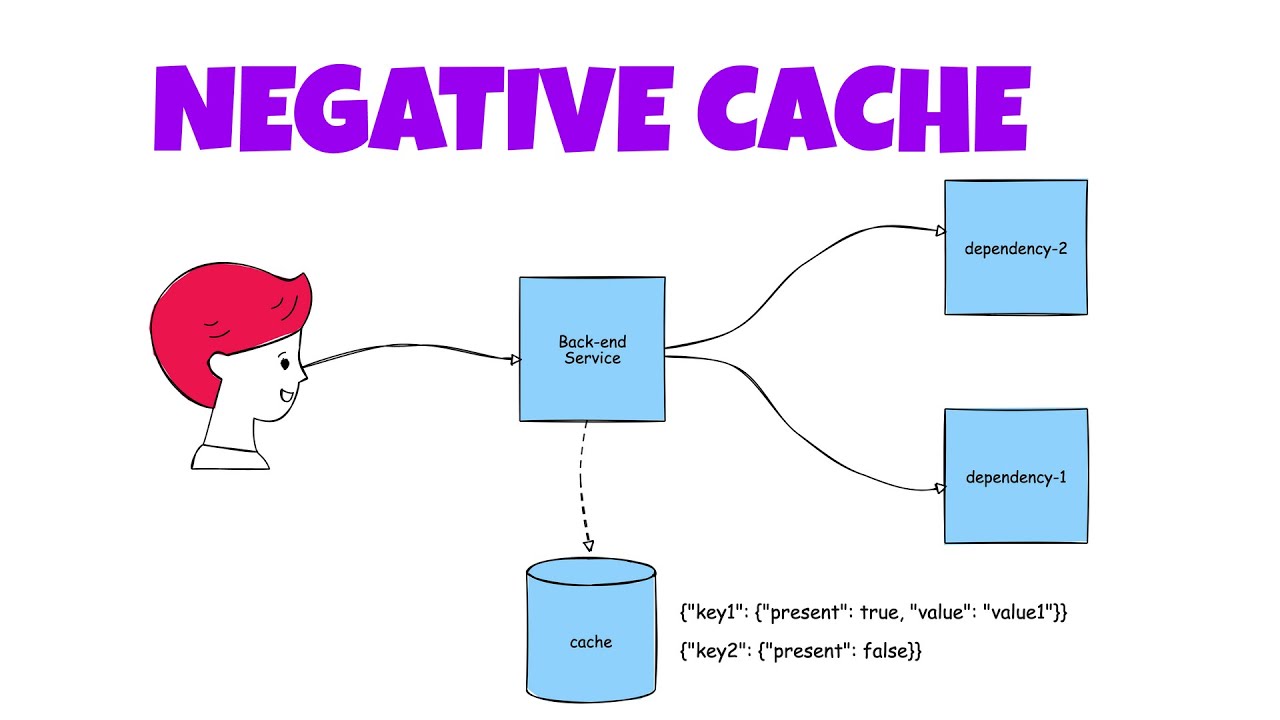 NEGATIVE CACHE
dependency-2
Back-end
Service
dependency-1
cache
{"key1": {"present": true, "value": "value1"}}
{"key2": {"present": false}}